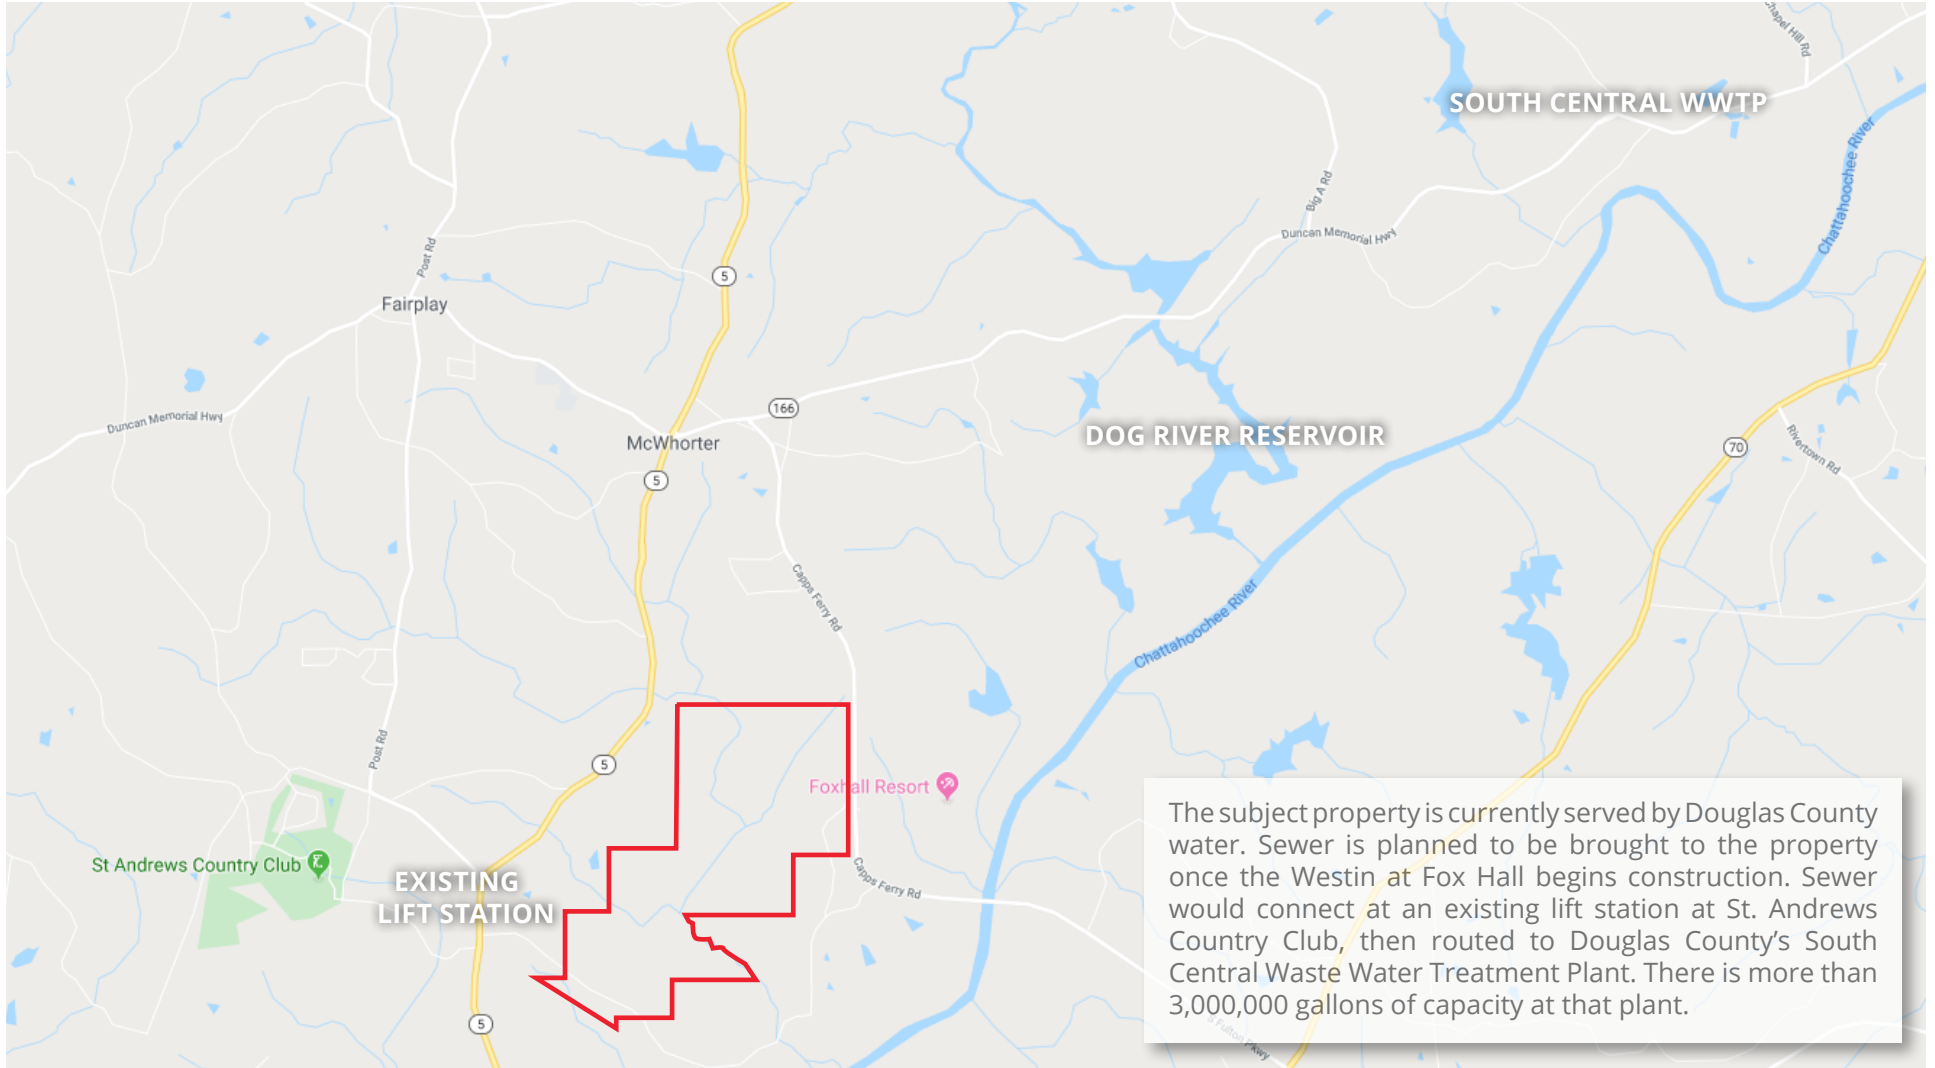 Chapel Hill Rd
SOUTH CENTRAL WWTP
Chattahoochee River
Big A Rd
Duncan Memorial Hwy
Post Rd
5
Fairplay
166
Duncan Memorial Hwy
McWhorter
DOG RIVER RESERVOIR
70
Rivertown Rd
5
Capps Ferry Rd
Chattahoochee River
Post Rd
5
Foxhall Resort
St Andrews Country Club
EXISTING
LIFT STATION
Capps Ferry Rd
5
The subject property is currently served by Douglas County
water. Sewer is planned to be brought to the property
once the Westin at Fox Hall begins construction. Sewer
would connect at an existing lift station at St. Andrews
Country Club, then routed to Douglas County’s South
Central Waste Water Treatment Plant. There is more than
3,000,000 gallons of capacity at that plant.
S Fulton Pkwy